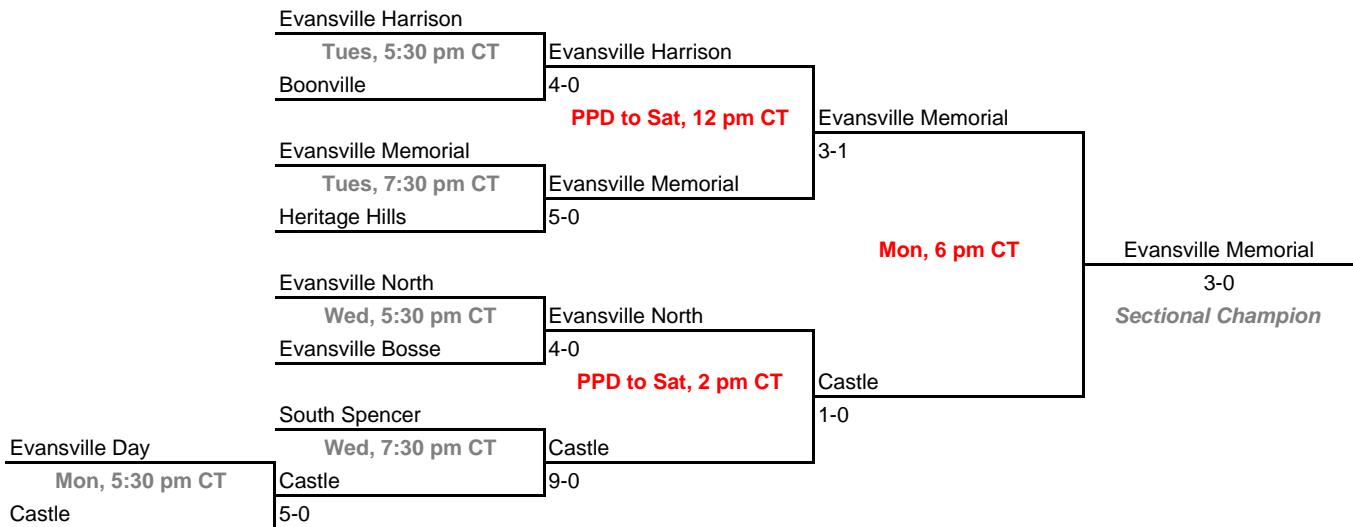 Evansville Harrison
Tues, 5:30 pm CT
Evansville Harrison
Boonville
4-0
PPD to Sat, 12 pm CT
Evansville Memorial
Evansville Memorial
3-1
Tues, 7:30 pm CT
Evansville Memorial
Heritage Hills
5-0
Mon, 6 pm CT
Evansville Memorial
Evansville North
3-0
Wed, 5:30 pm CT
Evansville North
Sectional Champion
Evansville Bosse
4-0
PPD to Sat, 2 pm CT
Castle
South Spencer
1-0
Evansville Day
Wed, 7:30 pm CT
Castle
Mon, 5:30 pm CT
Castle
9-0
Castle
5-0